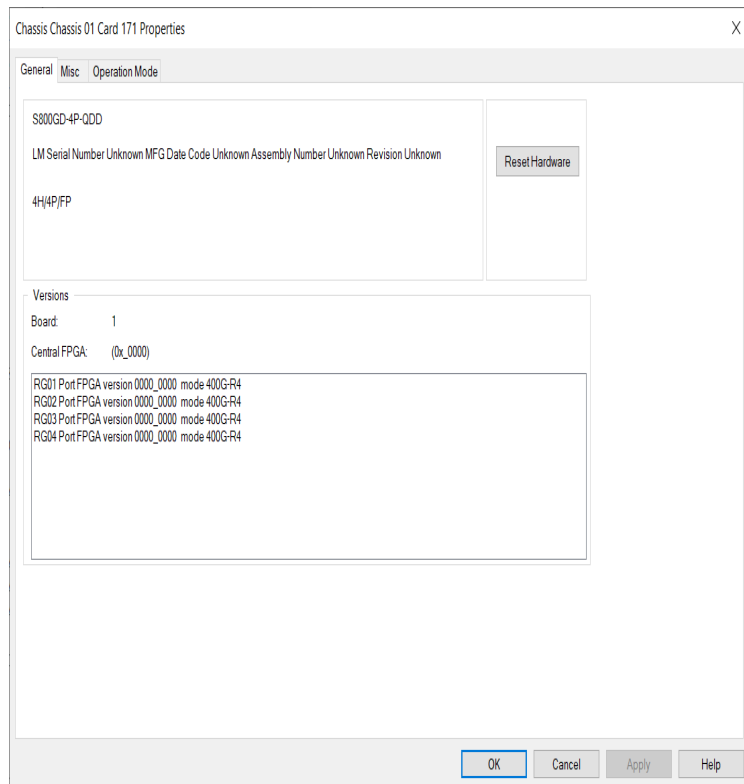 Chassis Chassis 01 Card 171 Properties
General Misc Operation Mode
S800GD-4P-QDD
LM Serial Number Unknown MFG Date Code Unknown Assembly Number Unknown Revision Unknown
Reset Hardware
4H/4P/FP
Versions
Board: 1
Central FPGA: (0x_0000)
RG01 Port FPGA version 0000_0000 mode 400G-R4
RG02 Port FPGA version 0000_0000 mode 400G-R4
RG03 Port FPGA version 0000_0000 mode 400G-R4
RG04 Port FPGA version 0000_0000 mode 400G-R4
OK Cancel Apply Help